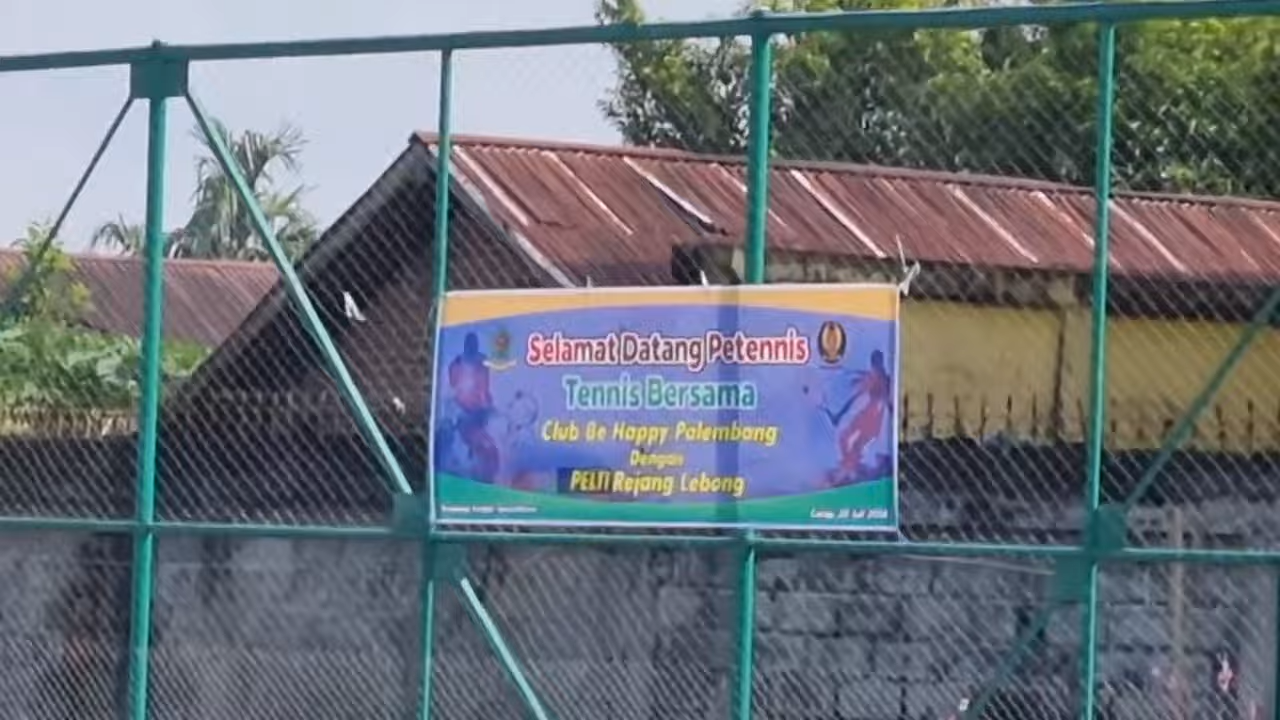 Selamat Datang Petennis
Tennis Bersama
Club Be Happy Palembang
Dengan
PELTI Rejang Lebong